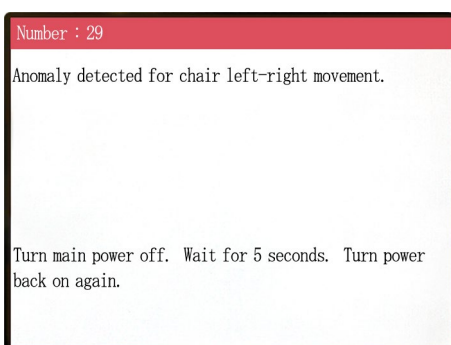 Number : 29
Anomaly detected for chair left-right movement.
Turn main power off. Wait for 5 seconds. Turn power
back on again.